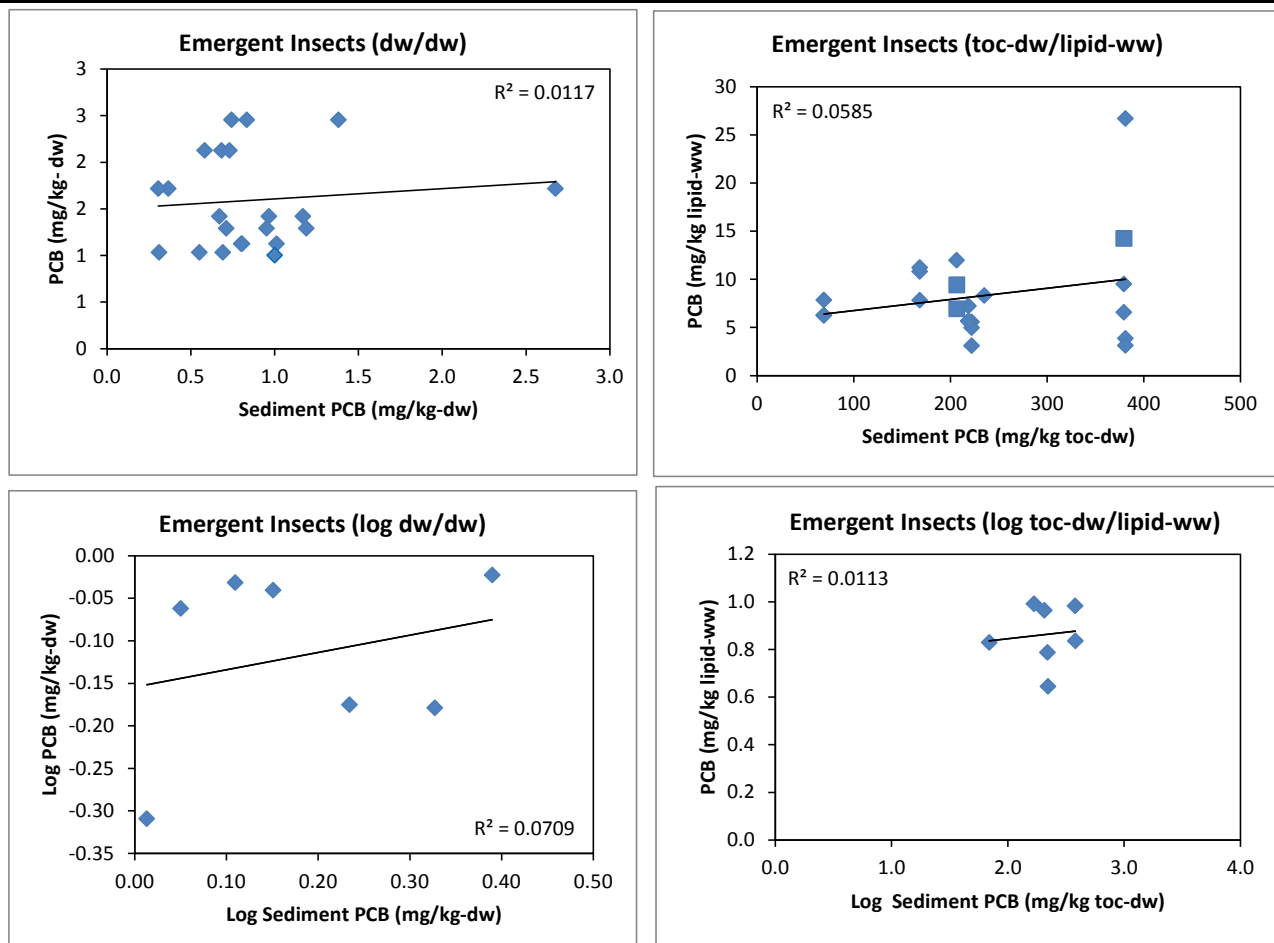 Emergent Insects (dw/dw)
R² = 0.0117
3
3
2
2
1
1
0
PCB (mg/kg- dw)
0.0 0.5 1.0 1.5 2.0 2.5 3.0
Sediment PCB (mg/kg-dw)
Emergent Insects (toc-dw/lipid-ww)
R² = 0.0585
30
25
20
15
10
5
0
PCB (mg/kg lipid-ww)
0 100 200 300 400 500
Sediment PCB (mg/kg toc-dw)
Emergent Insects (log dw/dw)
0.00
-0.05
-0.10
-0.15
-0.20
-0.25
-0.30
-0.35
Log PCB (mg/kg-dw)
R² = 0.0709
0.00 0.10 0.20 0.30 0.40 0.50
Log Sediment PCB (mg/kg-dw)
Emergent Insects (log toc-dw/lipid-ww)
R² = 0.0113
1.2
1.0
0.8
0.6
0.4
0.2
0.0
PCB (mg/kg lipid-ww)
0.0 1.0 2.0 3.0 4.0
Log Sediment PCB (mg/kg toc-dw)